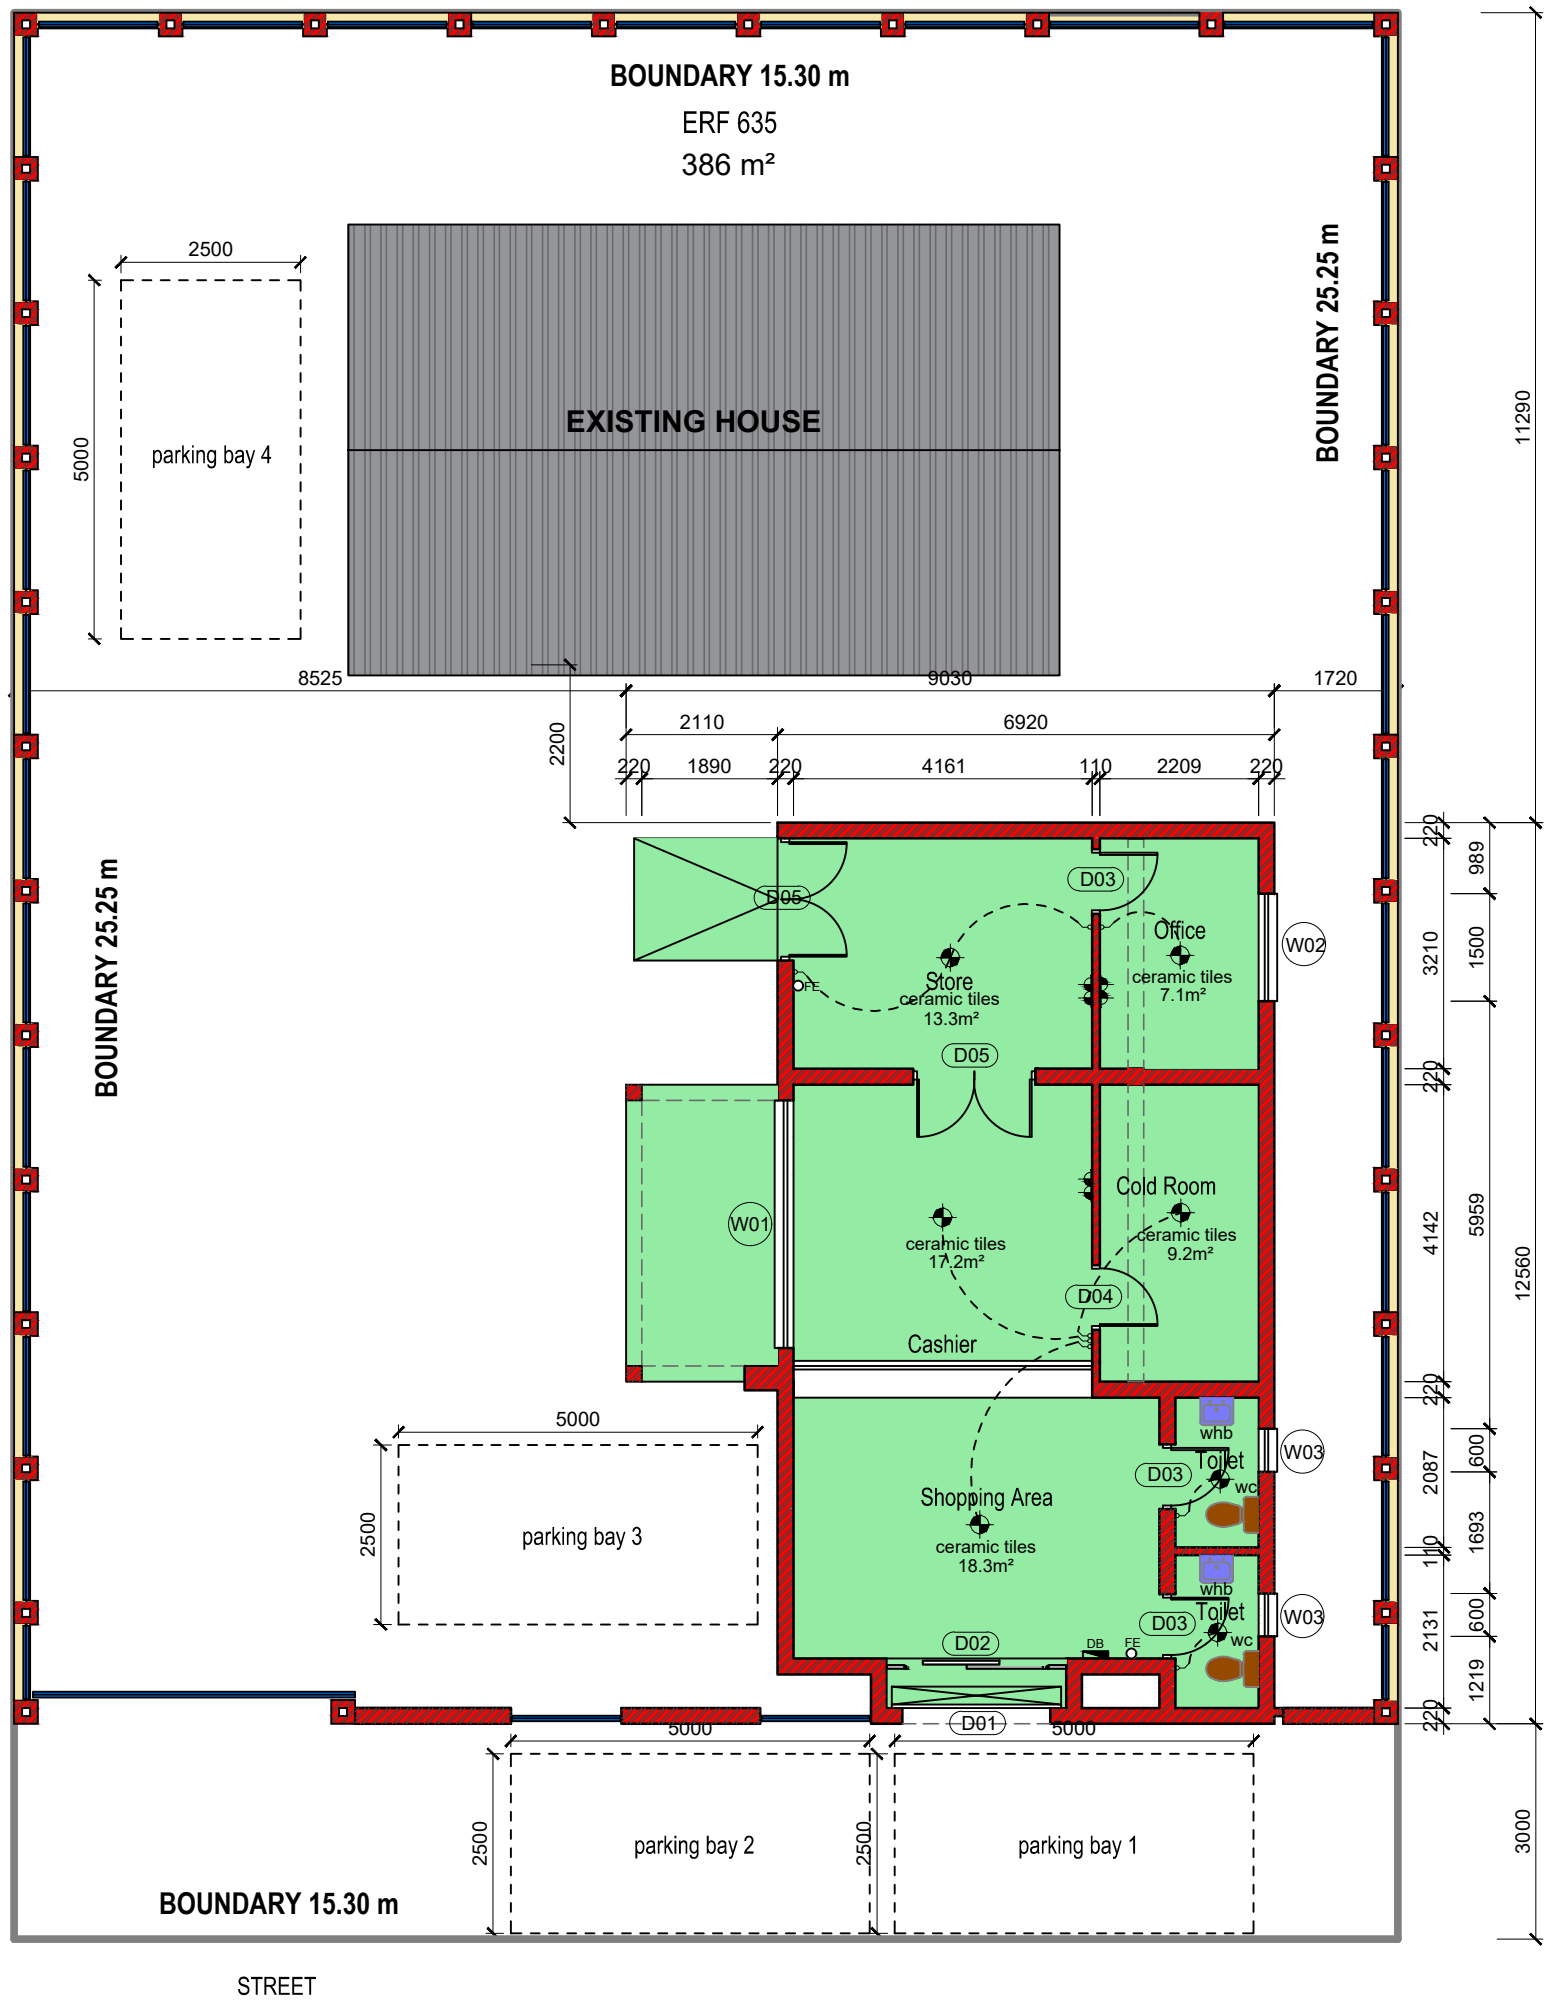 BOUNDARY 15.30 m
ERF 635
386 m²
2500
5000
parking bay 4
EXISTING HOUSE
BOUNDARY 25.25 m
11290
8525
9030
1720
2200
2110
6920
220
1890
220
4161
110
2209
220
220
989
D05
D03
Office
ceramic tiles
7.1m²
W02
3210
1500
Store
ceramic tiles
13.3m²
FE
BOUNDARY 25.25 m
D05
220
W01
Cold Room
ceramic tiles
9.2m²
ceramic tiles
17.2m²
D04
Cashier
4142
5959
12560
220
5000
2500
parking bay 3
whb
Toilet
wc
D03
W03
600
2087
Shopping Area
ceramic tiles
18.3m²
1693
110
whb
Toilet
wc
D03
W03
600
2131
D02
DB
FE
1219
220
D01
5000
5000
2500
parking bay 2
2500
parking bay 1
3000
BOUNDARY 15.30 m
STREET